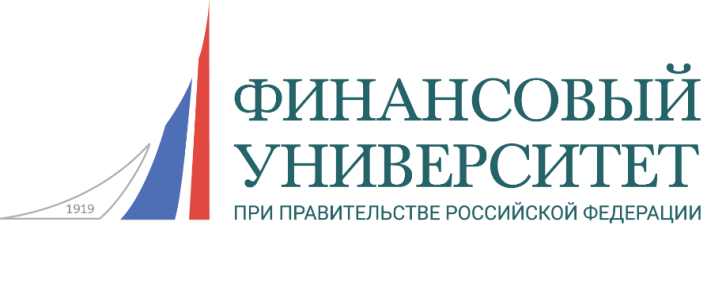 1919
ФИНАНСОВЫЙ
УНИВЕРСИТЕТ
ПРИ ПРАВИТЕЛЬСТВЕ РОССИЙСКОЙ ФЕДЕРАЦИИ